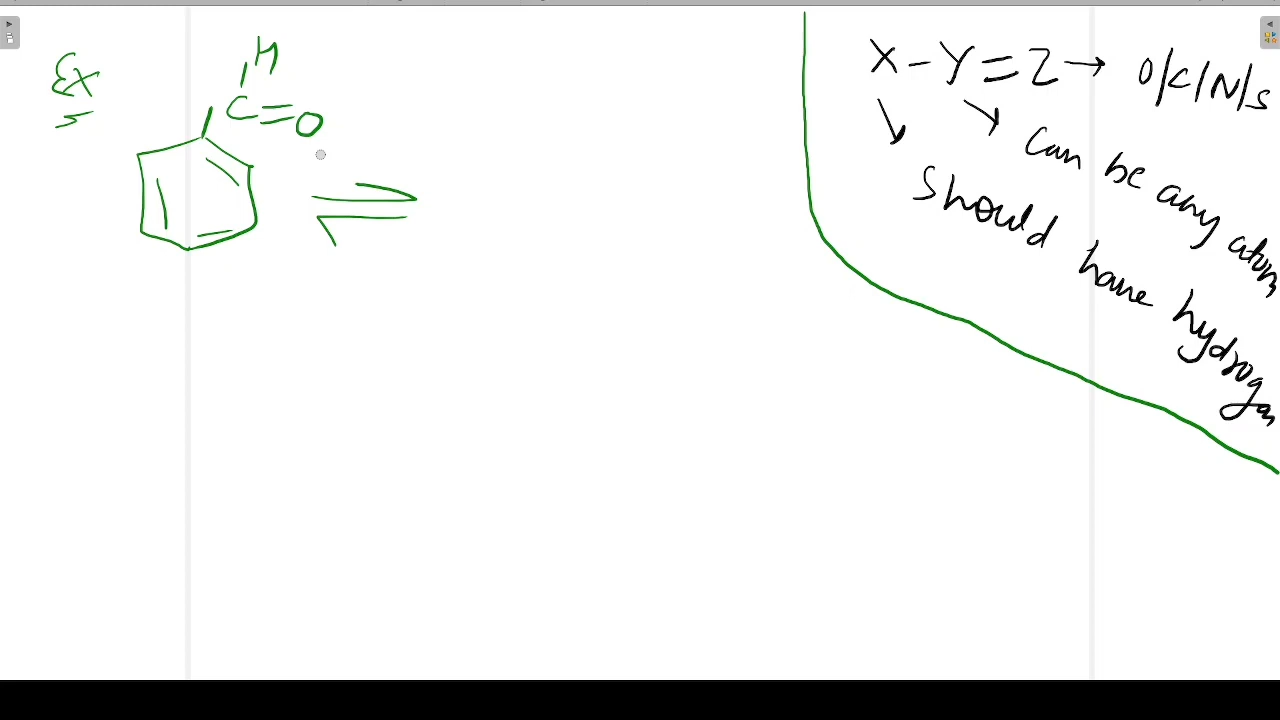 Ex
H
C=O
X-Y=Z → O/C/N/S
can be any atom
should have hydrogen